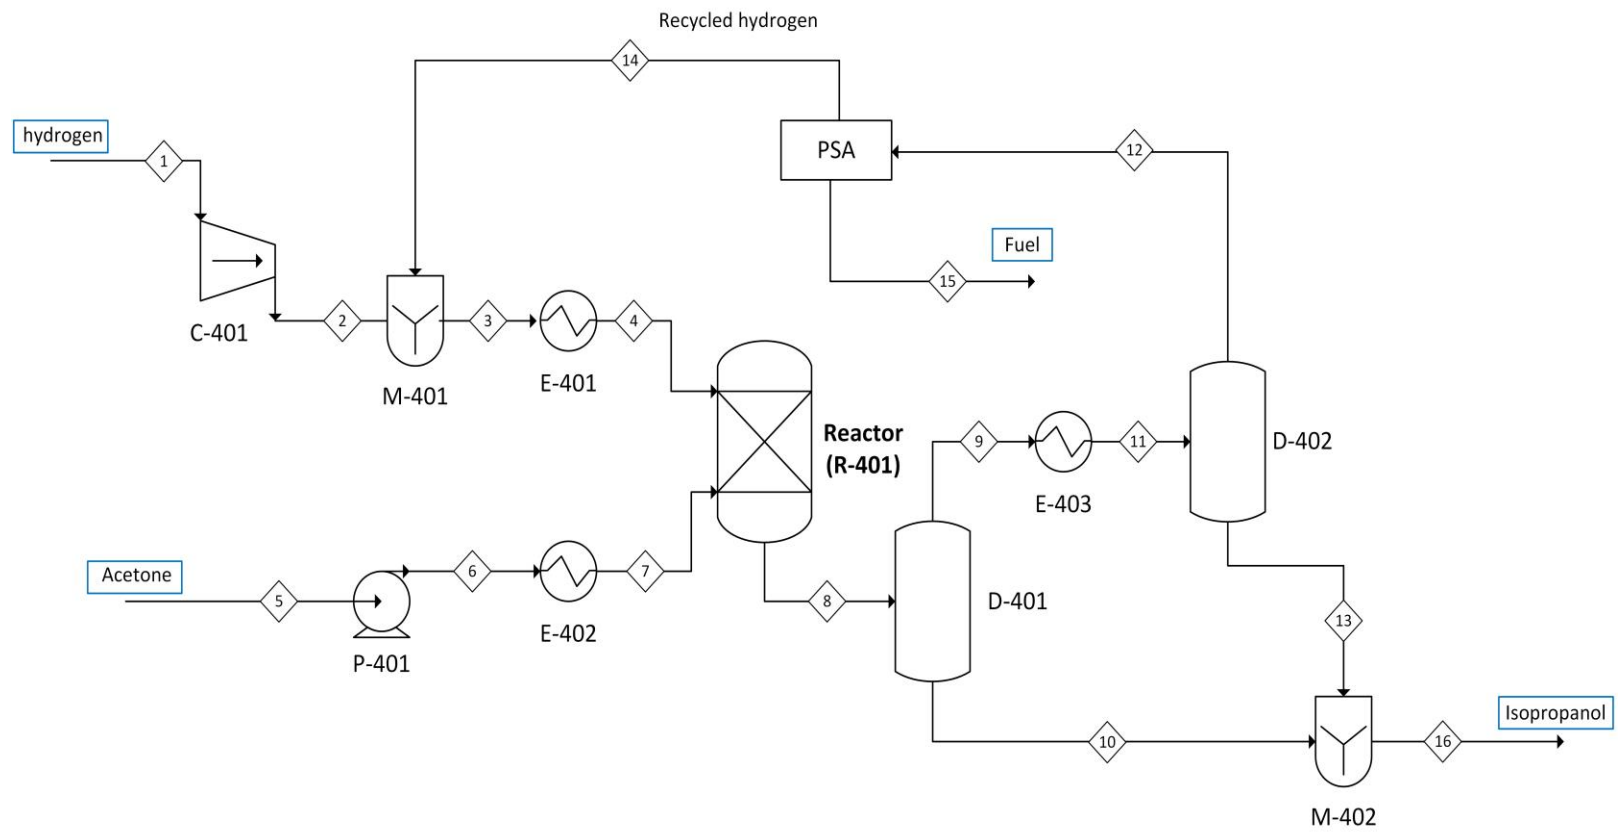 Recycled hydrogen
14
hydrogen
1
PSA
12
Fuel
15
C-401
2
3
4
M-401
E-401
Reactor
(R-401)
9
11
D-402
E-403
Acetone
5
6
7
P-401
E-402
8
D-401
13
10
Isopropanol
16
M-402